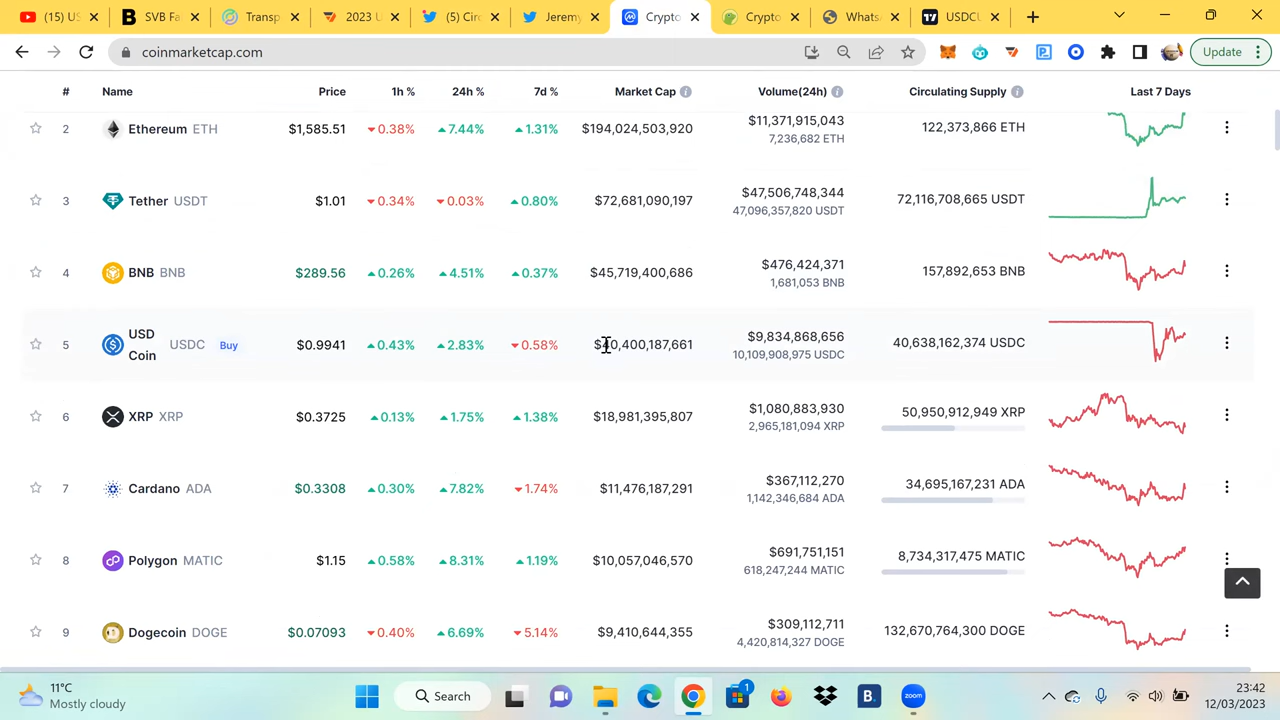 (15) US
SVB Fa
Transp
2023 U
(5) Circ
Jeremy
Crypto
Crypto
Whats
USDCU
coinmarketcap.com
Update
# Name Price 1h % 24h % 7d % Market Cap Volume(24h) Circulating Supply Last 7 Days
2 Ethereum ETH $1,585.51 0.38% 7.44% 1.31% $194,024,503,920 $11,371,915,043 122,373,866 ETH
7,236,682 ETH
3 Tether USDT $1.01 0.34% 0.03% 0.80% $72,681,090,197 $47,506,748,344 72,116,708,665 USDT
47,096,357,820 USDT
4 BNB BNB $289.56 0.26% 4.51% 0.37% $45,719,400,686 $476,424,371 157,892,653 BNB
1,681,053 BNB
5 USD Coin USDC Buy $0.9941 0.43% 2.83% 0.58% $40,400,187,661 $9,834,868,656 40,638,162,374 USDC
10,109,908,975 USDC
6 XRP XRP $0.3725 0.13% 1.75% 1.38% $18,981,395,807 $1,080,883,930 50,950,912,949 XRP
2,965,181,094 XRP
7 Cardano ADA $0.3308 0.30% 7.82% 1.74% $11,476,187,291 $367,112,270 34,695,167,231 ADA
1,142,346,684 ADA
8 Polygon MATIC $1.15 0.58% 8.31% 1.19% $10,057,046,570 $691,751,151 8,734,317,475 MATIC
618,247,244 MATIC
9 Dogecoin DOGE $0.07093 0.40% 6.69% 5.14% $9,410,644,355 $309,112,711 132,670,764,300 DOGE
4,420,814,327 DOGE
11°C
Mostly cloudy
Search
1
B.
zoom
23:42
12/03/2023